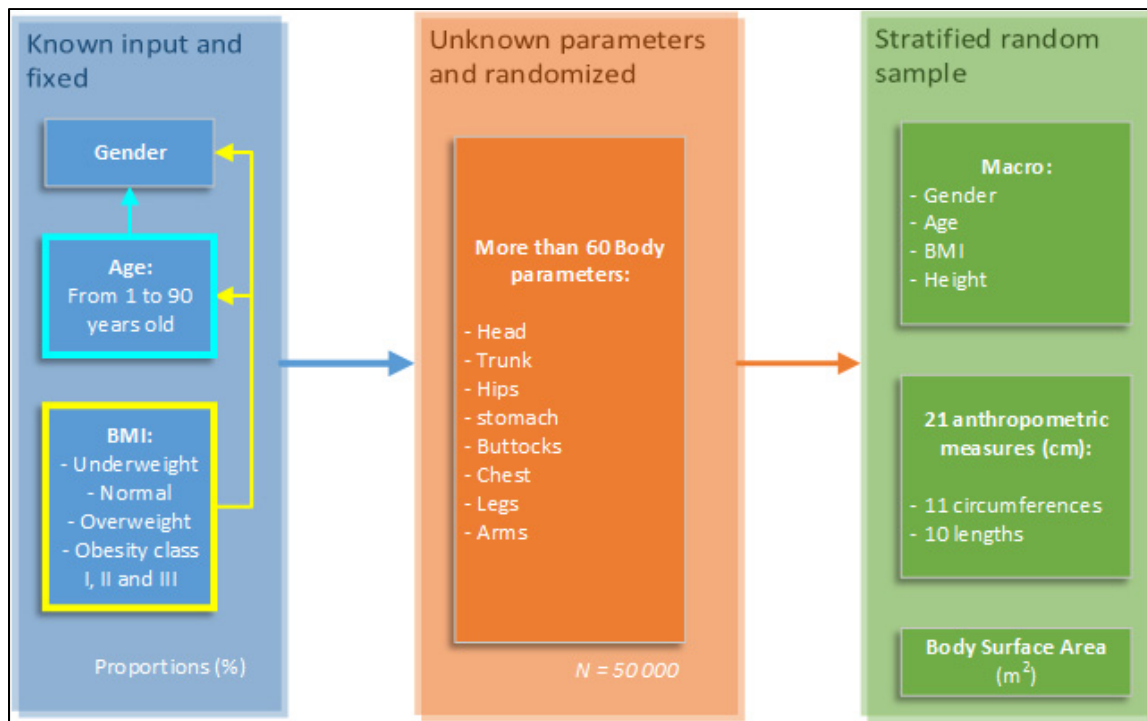 Known input and
fixed
Gender
Age:
From 1 to 90
years old
BMI:
- Underweight
- Normal
- Overweight
- Obesity class
I, II and III
Proportions (%)
Unknown parameters
and randomized
More than 60 Body
parameters:
- Head
- Trunk
- Hips
- stomach
- Buttocks
- Chest
- Legs
- Arms
N = 50 000
Stratified random
sample
Macro:
- Gender
- Age
- BMI
- Height
21 anthropometric
measures (cm):
- 11 circumferences
- 10 lengths
Body Surface Area
(m²)